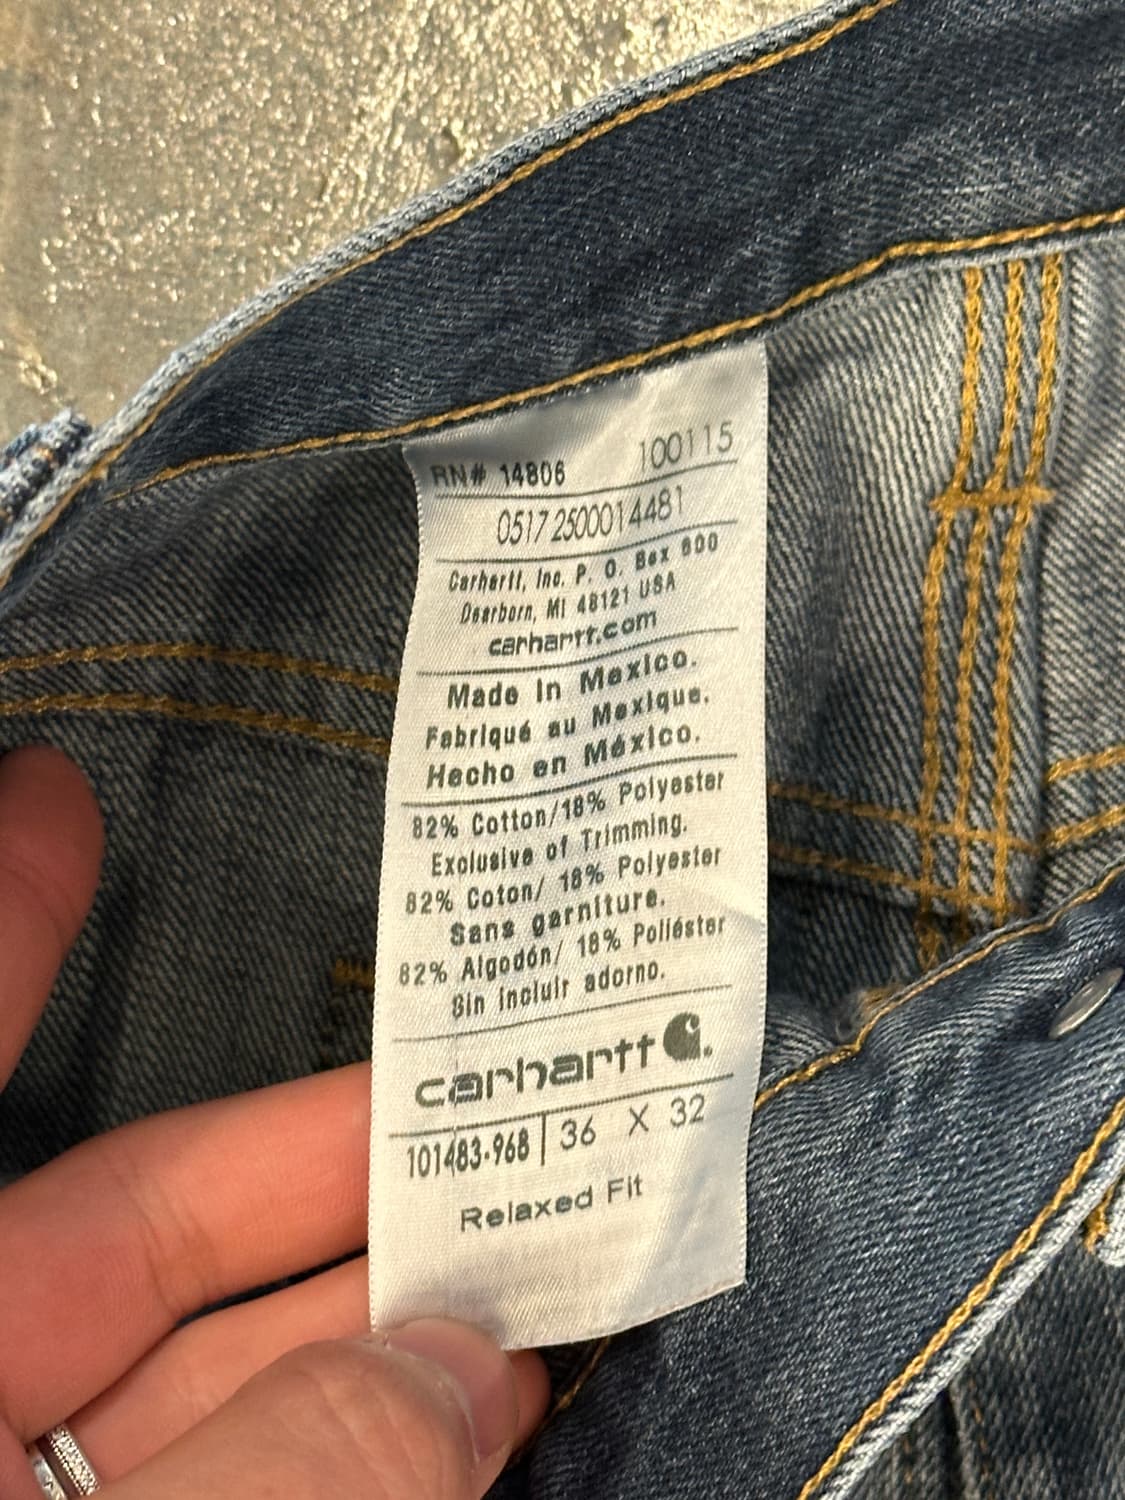 RN# 14806 100115
0517 2500014481
Carhartt, Inc. P. O. Box 600
Dearborn, MI 48121 USA
carhartt.com
Made in Mexico.
Fabriqué au Mexique.
Hecho en México.
82% Cotton/18% Polyester
Exclusive of Trimming.
82% Coton/ 18% Polyester
Sans garniture.
82% Algodón/ 18% Poliéster
Sin incluir adorno.
carhartt
101483-968 36 X 32
Relaxed Fit